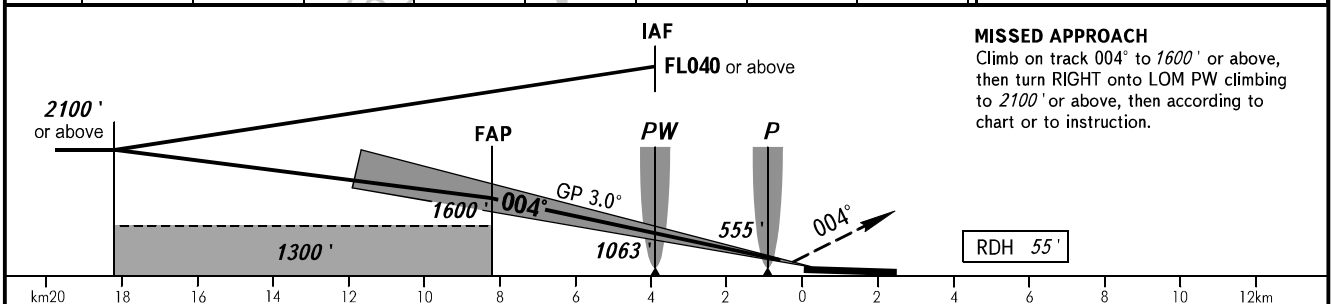 IAF
FL040 or above
2100 '
or above
FAP
PW
P
1600 '
004°
GP 3.0°
1063 '
555 '
004°
1300 '
MISSED APPROACH
Climb on track 004° to 1600 ' or above,
then turn RIGHT onto LOM PW climbing
to 2100 ' or above, then according to
chart or to instruction.
RDH 55 '
km20 18 16 14 12 10 8 6 4 2 0 2 4 6 8 10 12km